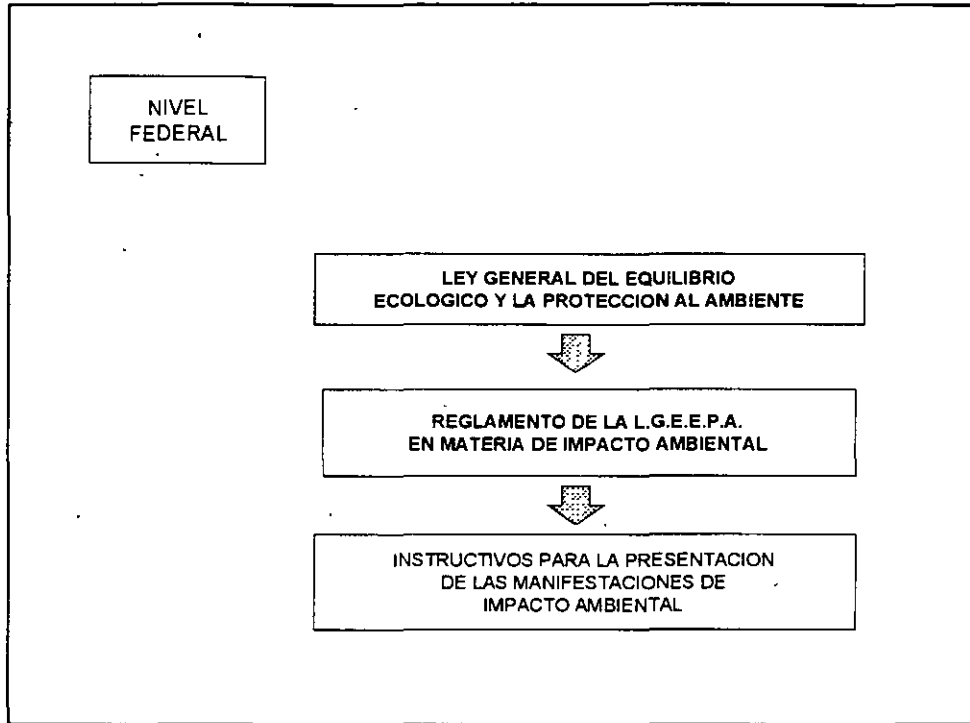 NIVEL
FEDERAL
LEY GENERAL DEL EQUILIBRIO
ECOLOGICO Y LA PROTECCION AL AMBIENTE
REGLAMENTO DE LA L.G.E.E.P.A.
EN MATERIA DE IMPACTO AMBIENTAL
INSTRUCTIVOS PARA LA PRESENTACION
DE LAS MANIFESTACIONES DE
IMPACTO AMBIENTAL